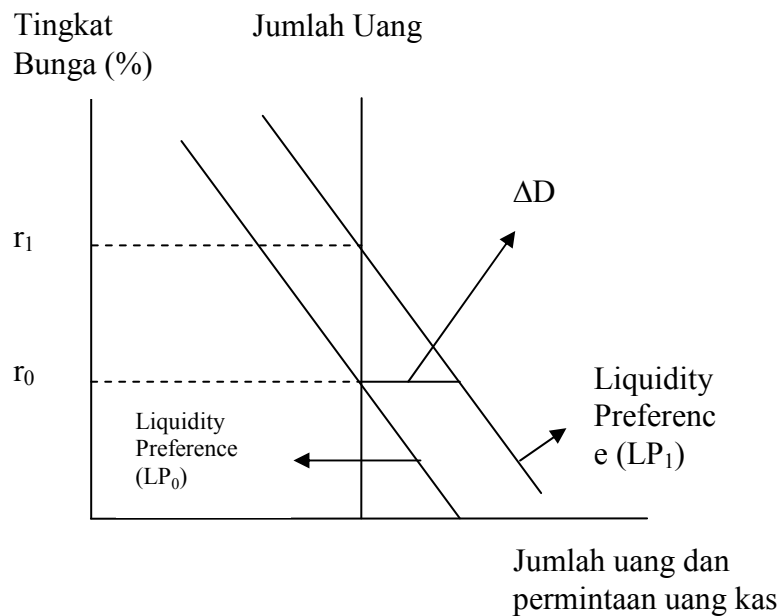 Tingkat
Bunga (%)
Jumlah Uang
ΔD
r₁
r₀
Liquidity
Preference
(LP₀)
Liquidity
Preferenc
e (LP₁)
Jumlah uang dan
permintaan uang kas